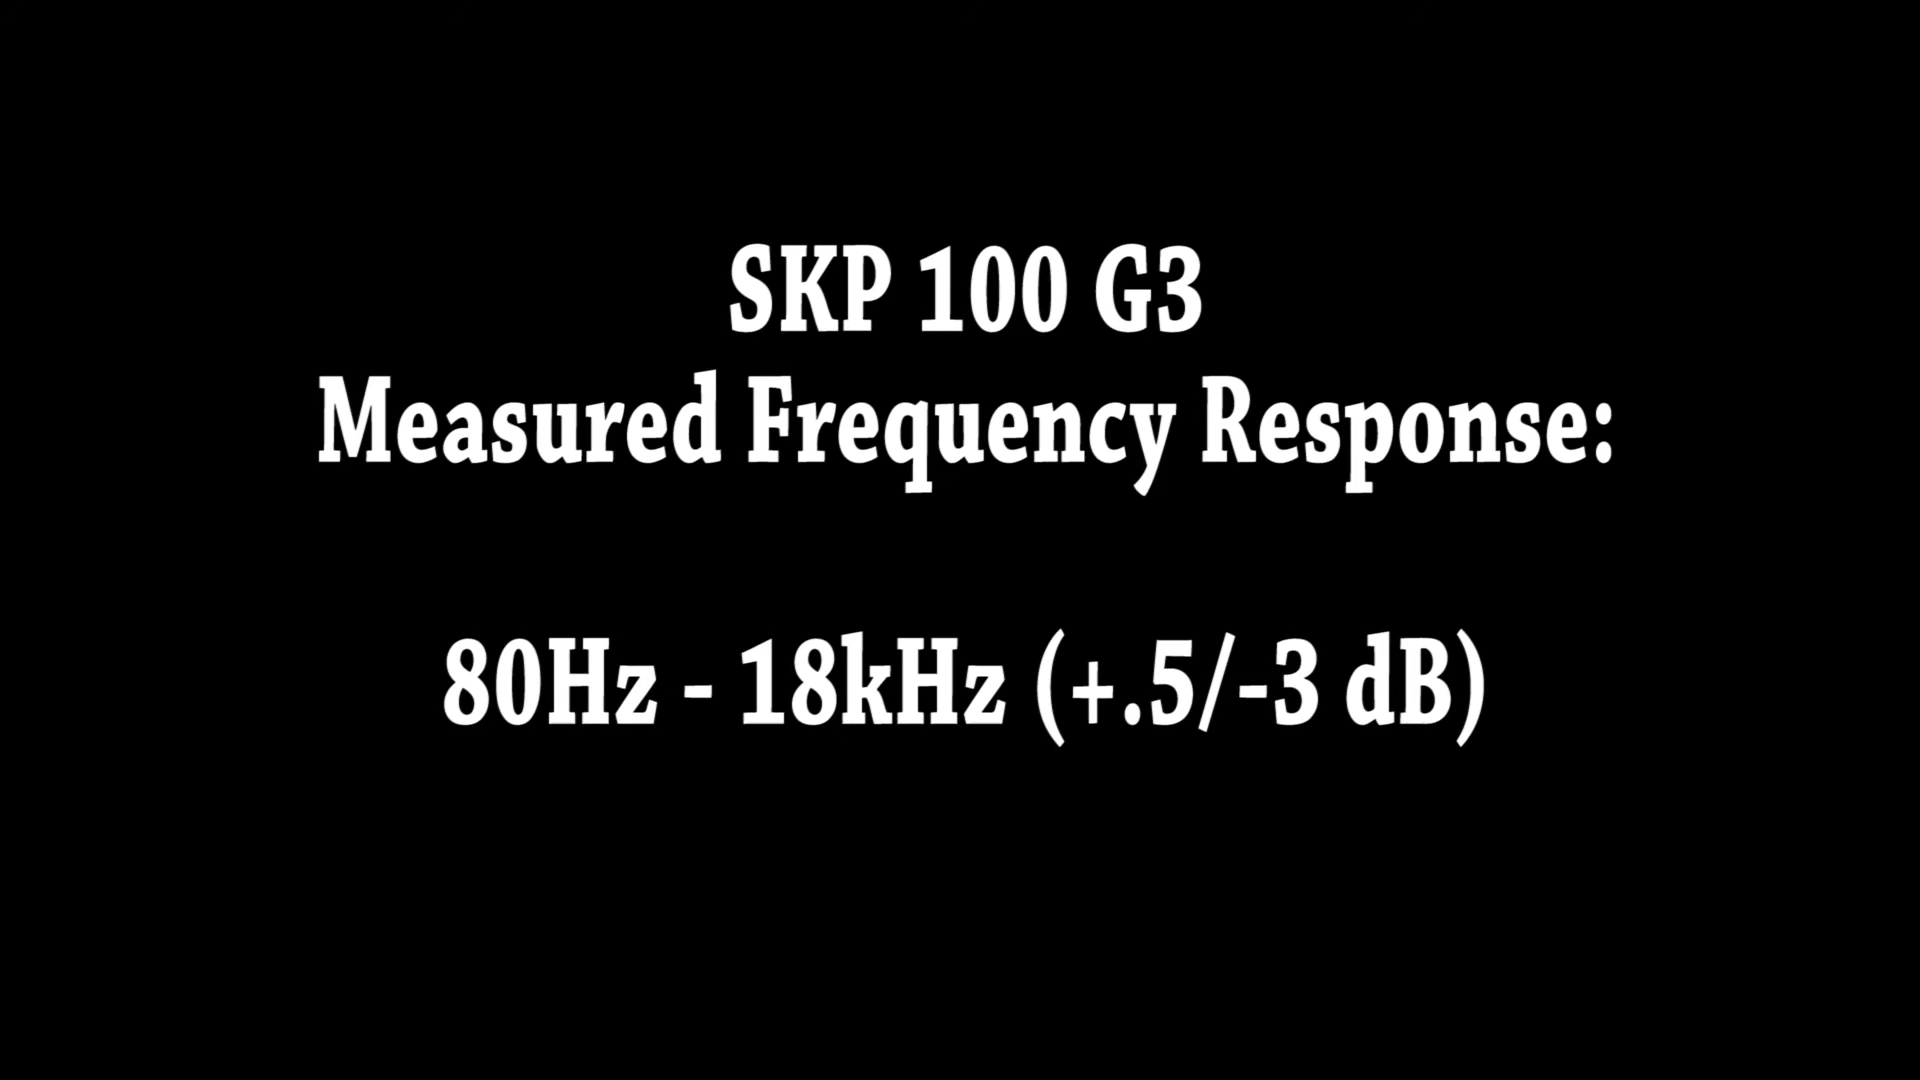 SKP 100 G3
Measured Frequency Response:
80Hz - 18kHz (+.5/-3 dB)